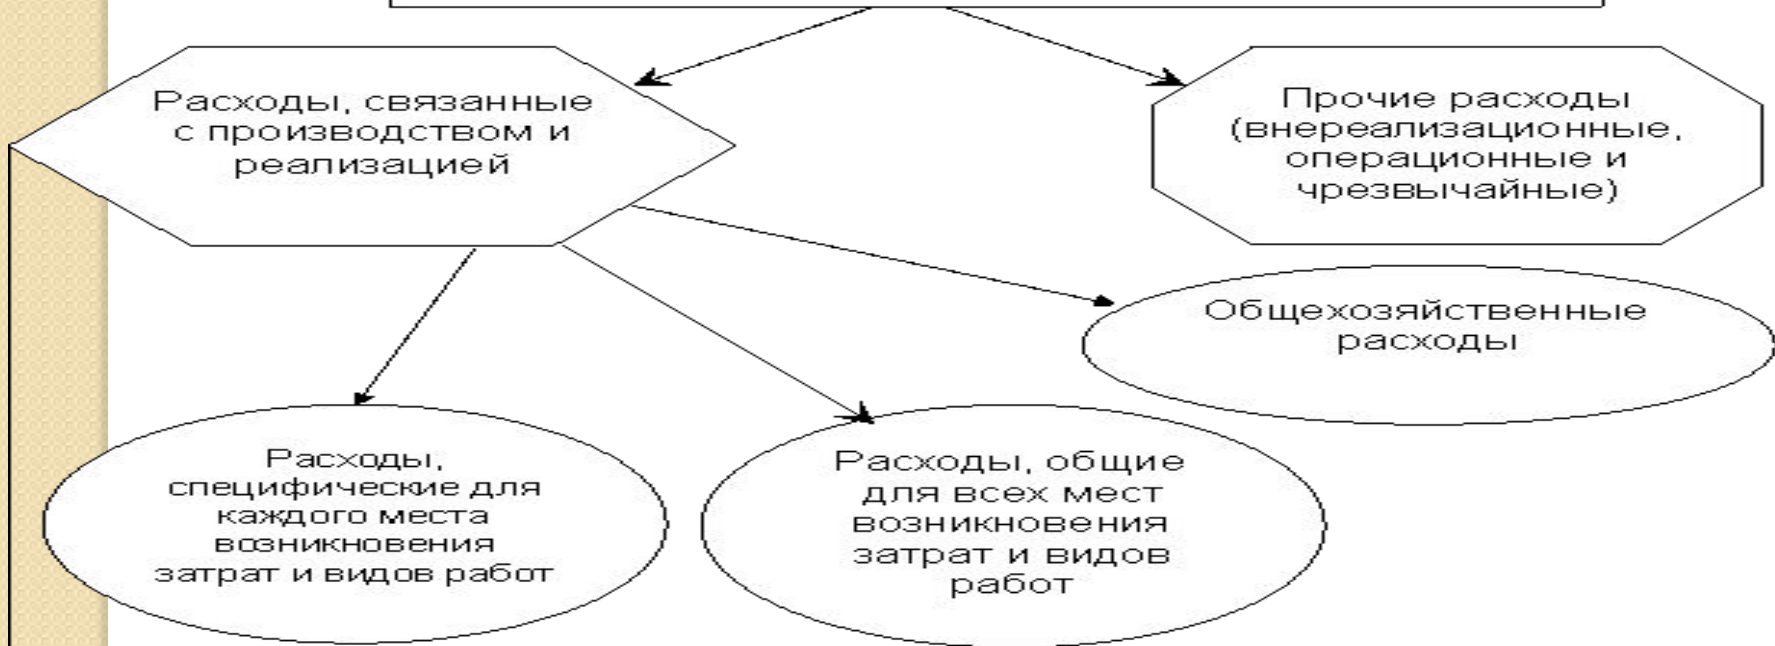 Расходы, связанные
с производством и
реализацией
Прочие расходы
(внереализационные,
операционные и
чрезвычайные)
Общехозяйственные
расходы
Расходы,
специфические для
каждого места
возникновения
затрат и видов работ
Расходы, общие
для всех мест
возникновения
затрат и видов
работ